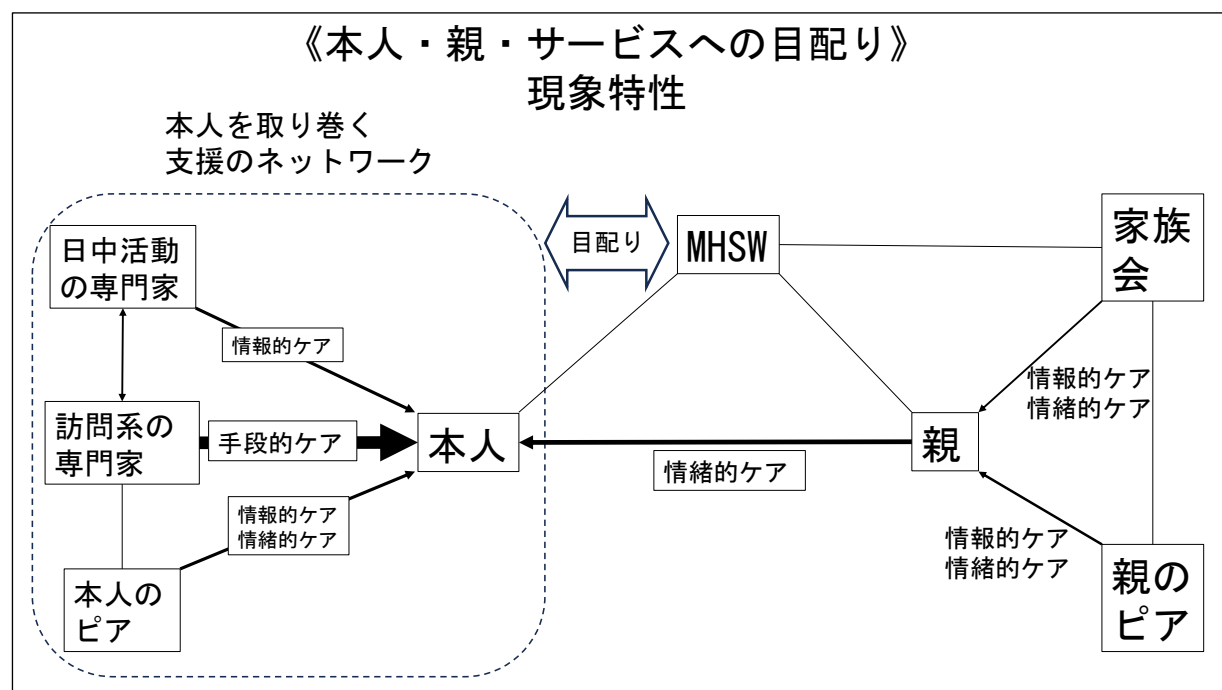 《本人・親・サービスへの目配り》
現象特性
本人を取り巻く
支援のネットワーク
日中活動
の専門家
情報的ケア
訪問系の
専門家
手段的ケア
情報的ケア
情緒的ケア
本人の
ピア
本人
目配り
MHSW
家族
会
情報的ケア
情緒的ケア
親
情緒的ケア
情報的ケア
情緒的ケア
親の
ピア